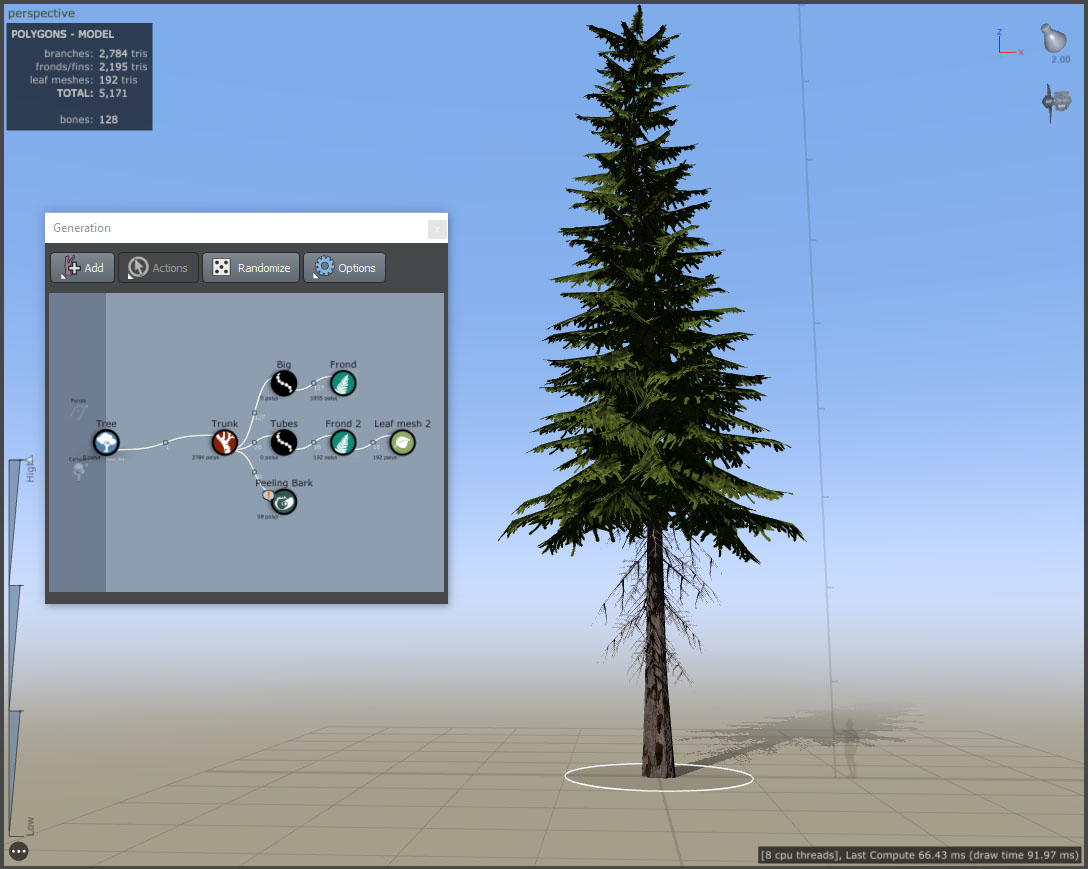 perspective
POLYGONS - MODEL
branches: 2,784 tris
fronds/fins: 2,195 tris
leaf meshes: 192 tris
TOTAL: 5,171
bones: 128
z
x
2.00
Generation
x
Add
Actions
Randomize
Options
Big
Frond
0 polys
Tree
Trunk
Tubes
Frond 2
Leaf mesh 2
0 polys
2784 polys
0 polys
192 polys
192 polys
Peeling Bark
High
Low
[8 cpu threads], Last Compute 66.43 ms (draw time 91.97 ms)